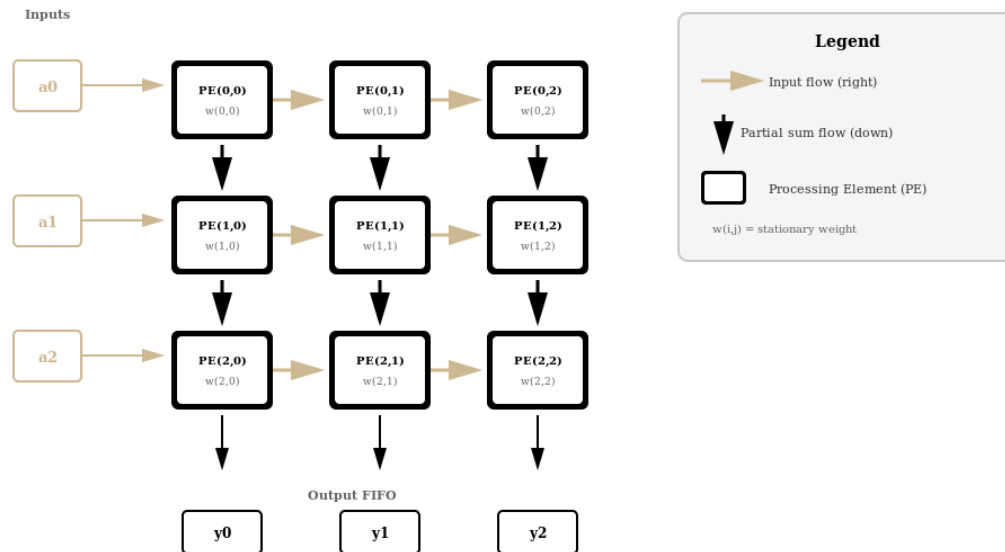 Inputs
a0
PE(0,0)
w(0,0)
PE(0,1)
w(0,1)
PE(0,2)
w(0,2)
a1
PE(1,0)
w(1,0)
PE(1,1)
w(1,1)
PE(1,2)
w(1,2)
a2
PE(2,0)
w(2,0)
PE(2,1)
w(2,1)
PE(2,2)
w(2,2)
Output FIFO
y0
y1
y2
Legend
Input flow (right)
Partial sum flow (down)
Processing Element (PE)
w(i,j) = stationary weight